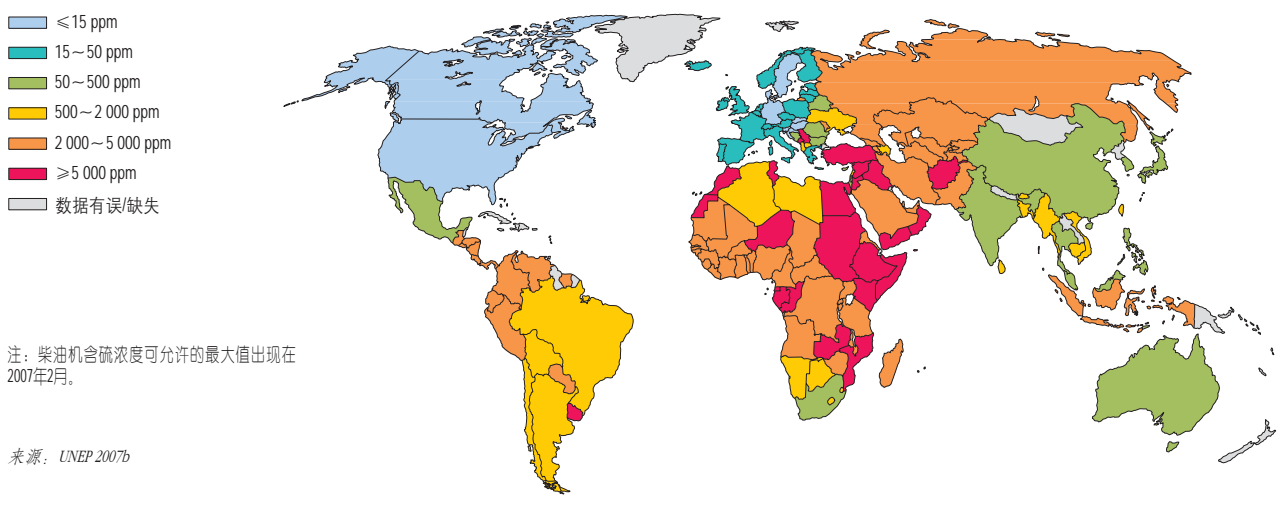 ≤15 ppm
15～50 ppm
50～500 ppm
500～2 000 ppm
2 000～5 000 ppm
≥5 000 ppm
数据有误/缺失
注：柴油机含硫浓度可允许的最大值出现在
2007年2月。
来源：UNEP 2007b